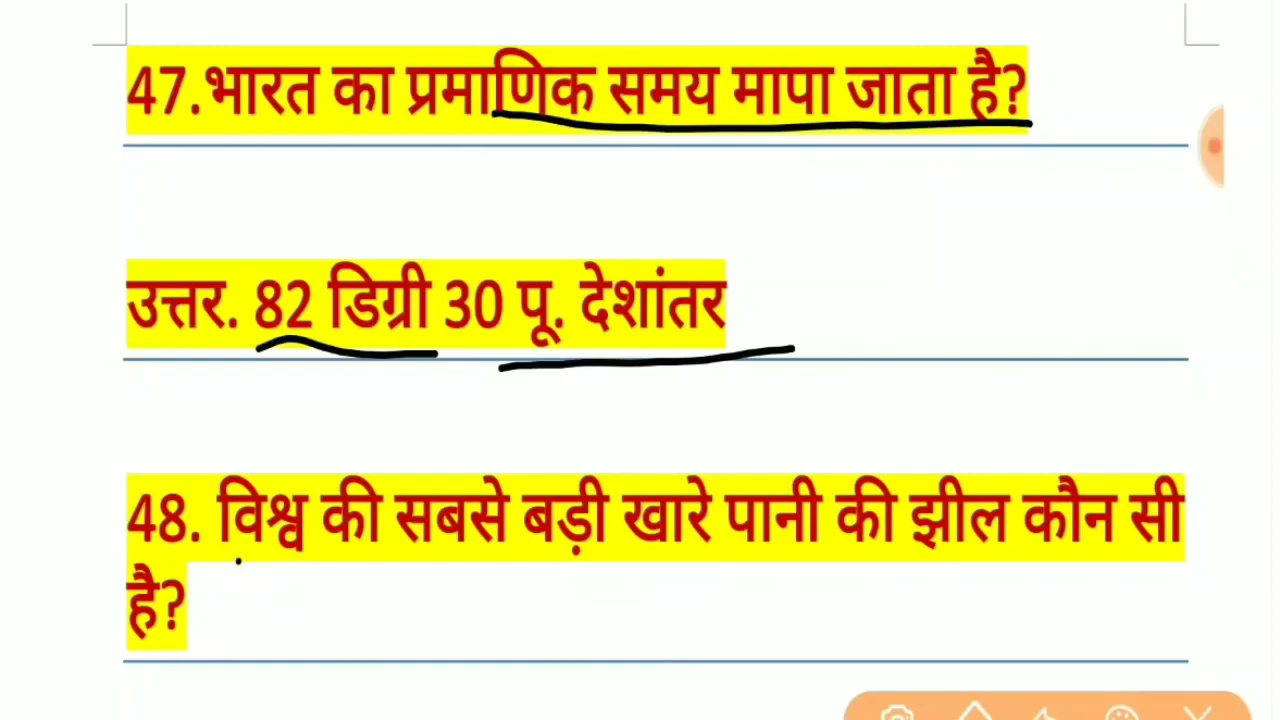 47.भारत का प्रमाणिक समय मापा जाता है?
उत्तर. 82 डिग्री 30 पू. देशांतर
48. विश्व की सबसे बड़ी खारे पानी की झील कौन सी
है?